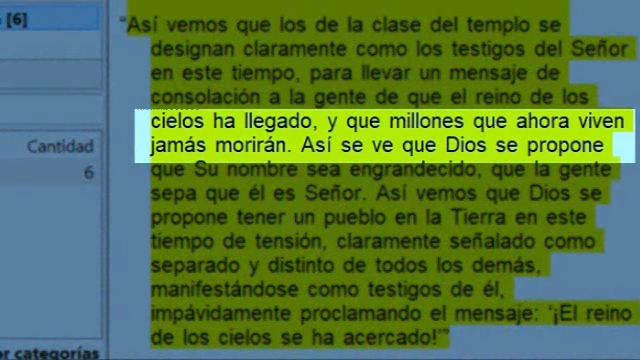 [6]
“Así vemos que los de la clase del templo se
designan claramente como los testigos del Señor
en este tiempo, para llevar un mensaje de
consolación a la gente de que el reino de los
cielos ha llegado, y que millones que ahora viven
jamás morirán. Así se ve que Dios se propone
que Su nombre sea engrandecido, que la gente
sepa que él es Señor. Así vemos que Dios se
propone tener un pueblo en la Tierra en este
tiempo de tensión, claramente señalado como
separado y distinto de todos los demás,
manifestándose como testigos de él,
impávidamente proclamando el mensaje: ‘¡El reino
de los cielos se ha acercado!’”
Cantidad
6
or categorías